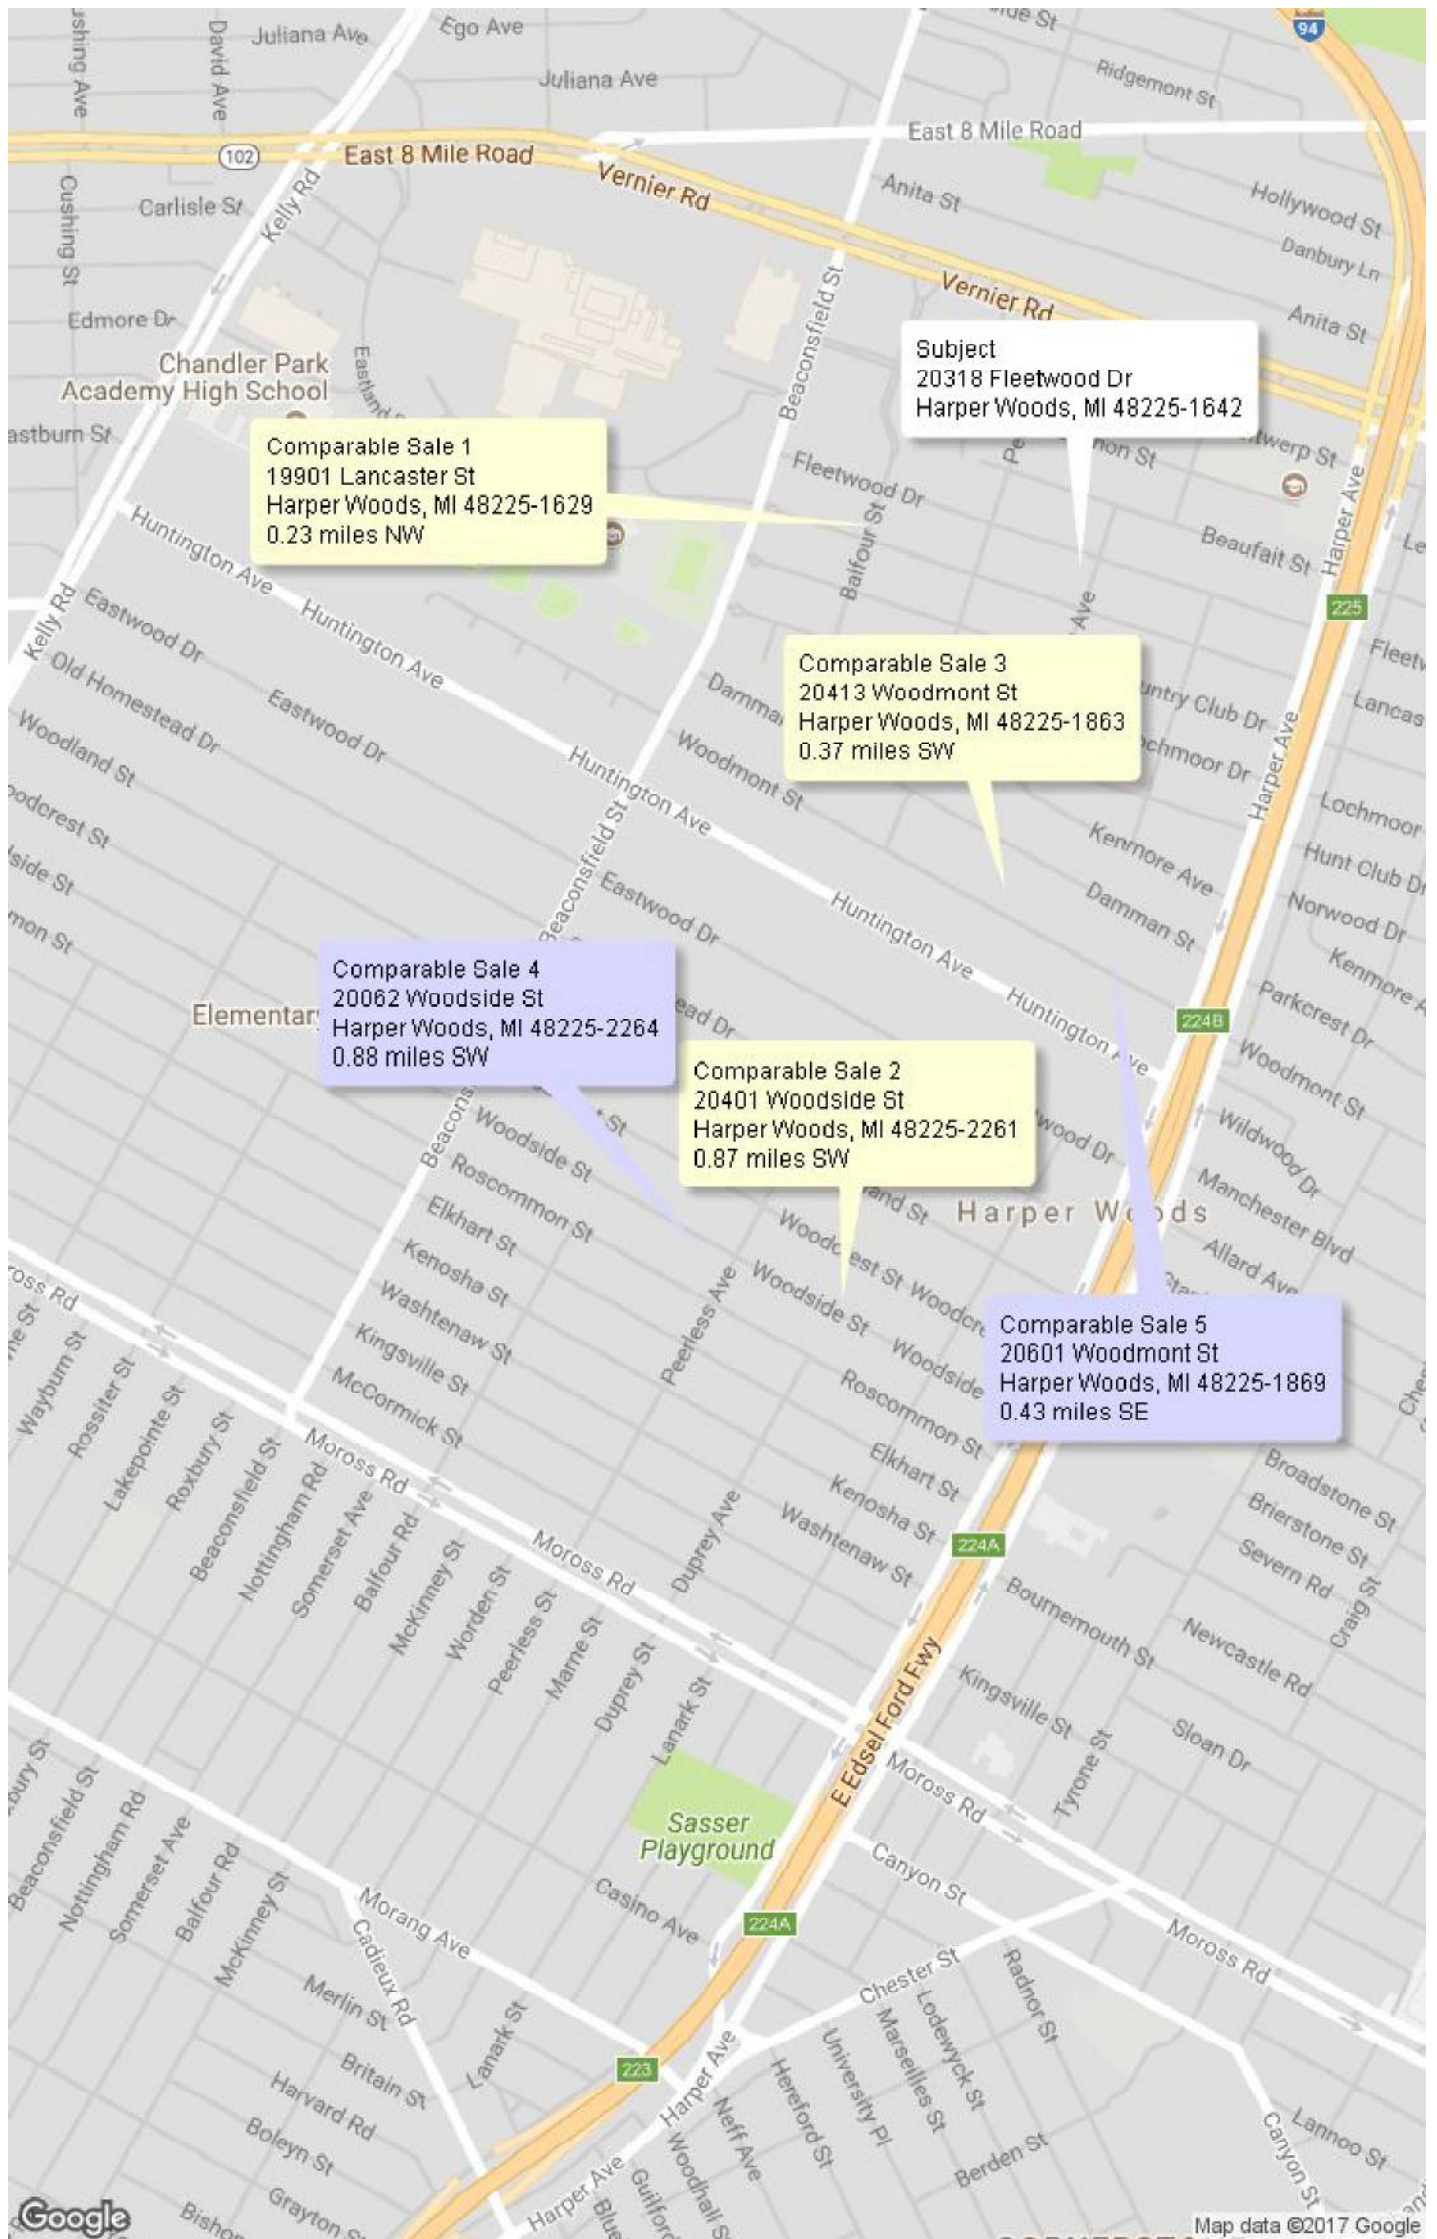 Juliana Ave
Ego Ave
David Ave
Juliana Ave
94
Ridgemont St
102
East 8 Mile Road
East 8 Mile Road
Vernier Rd
Cushing St
Carlisle St
Kelly Rd
Anita St
Hollywood St
Danbury Ln
Vernier Rd
Anita St
Edmore Dr
Beaconsfield St
Chandler Park
Academy High School
Subject
20318 Fleetwood Dr
Harper Woods, MI 48225-1642
Comparable Sale 1
19901 Lancaster St
Harper Woods, MI 48225-1629
0.23 miles NW
Fleetwood Dr
Balfour St
Beaufait St
Harper Ave
225
Huntington Ave
Huntington Ave
Kelly Rd
Eastwood Dr
Old Homestead Dr
Eastwood Dr
Woodland St
Comparable Sale 3
20413 Woodmont St
Harper Woods, MI 48225-1863
0.37 miles SW
Ave
Woodmont St
Huntington Ave
Harper Ave
Lochmoor
Hunt Club Dr
Kenmore Ave
Damman St
Norwood Dr
Beaconsfield St
Eastwood Dr
Huntington Ave
Huntington Ave
Parkcrest Dr
224B
Woodmont St
Comparable Sale 4
20062 Woodside St
Harper Woods, MI 48225-2264
0.88 miles SW
Comparable Sale 2
20401 Woodside St
Harper Woods, MI 48225-2261
0.87 miles SW
Wildwood Dr
Manchester Blvd
Allard Ave
Harper Woods
Woodside St
Roscommon St
Elkhart St
Kenosha St
Washtenaw St
Kingsville St
McCormick St
Woodcrest St
Woodside St
Woodside
Peerless Ave
Roscommon St
Elkhart St
Kenosha St
Washtenaw St
Comparable Sale 5
20601 Woodmont St
Harper Woods, MI 48225-1869
0.43 miles SE
Wayburn St
Rossiter St
Lakepointe St
Roxbury St
Beaconsfield St
Nottingham Rd
Somerset Ave
Balfour Rd
McKinney St
Worden St
Peerless St
Marne St
Duprey St
Lanark St
Moross Rd
Moross Rd
Duprey Ave
224A
Broadstone St
Brierstone St
Severn Rd
Craig St
Bournemouth St
Newcastle Rd
Kingsville St
Sloan Dr
Tyrone St
E Edsel Ford Fwy
Moross Rd
Sasser
Playground
Canyon St
Casino Ave
224A
Moross Rd
Beaconsfield St
Nottingham Rd
Somerset Ave
Balfour Rd
McKinney St
Morang Ave
Cadieux Rd
Merlin St
Britain St
Harvard Rd
Boleyn St
Grayton St
Lanark St
223
Harper Ave
Chester St
Radnor St
Lodewyck St
Marseilles St
University Pl
Hereford St
Neff Ave
Woodhall St
Berden St
Lannoo St
Canyon St
Harper Ave
Google
Map data ©2017 Google